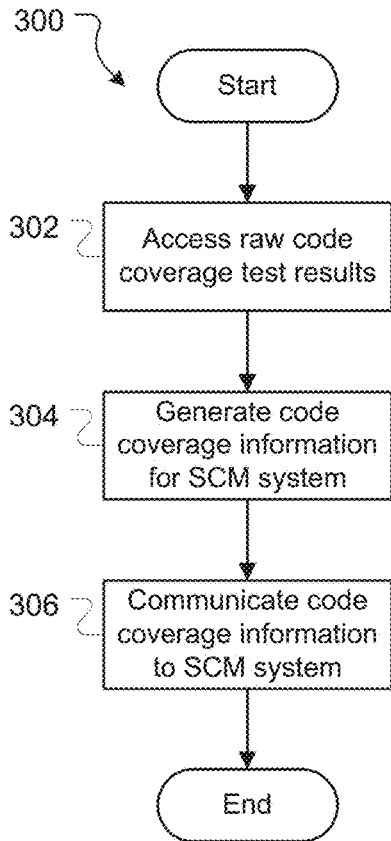 300
Start
302
Access raw code
coverage test results
304
Generate code
coverage information
for SCM system
306
Communicate code
coverage information
to SCM system
End